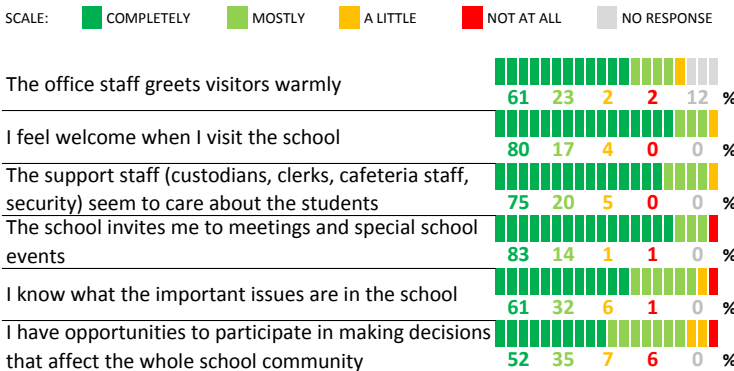 SCALE: COMPLETELY MOSTLY A LITTLE NOT AT ALL NO RESPONSE
The office staff greets visitors warmly
61 23 2 2 12 %
I feel welcome when I visit the school
80 17 4 0 0 %
The support staff (custodians, clerks, cafeteria staff,
security) seem to care about the students
75 20 5 0 0 %
The school invites me to meetings and special school
events
83 14 1 1 0 %
I know what the important issues are in the school
61 32 6 1 0 %
I have opportunities to participate in making decisions
that affect the whole school community
52 35 7 6 0 %